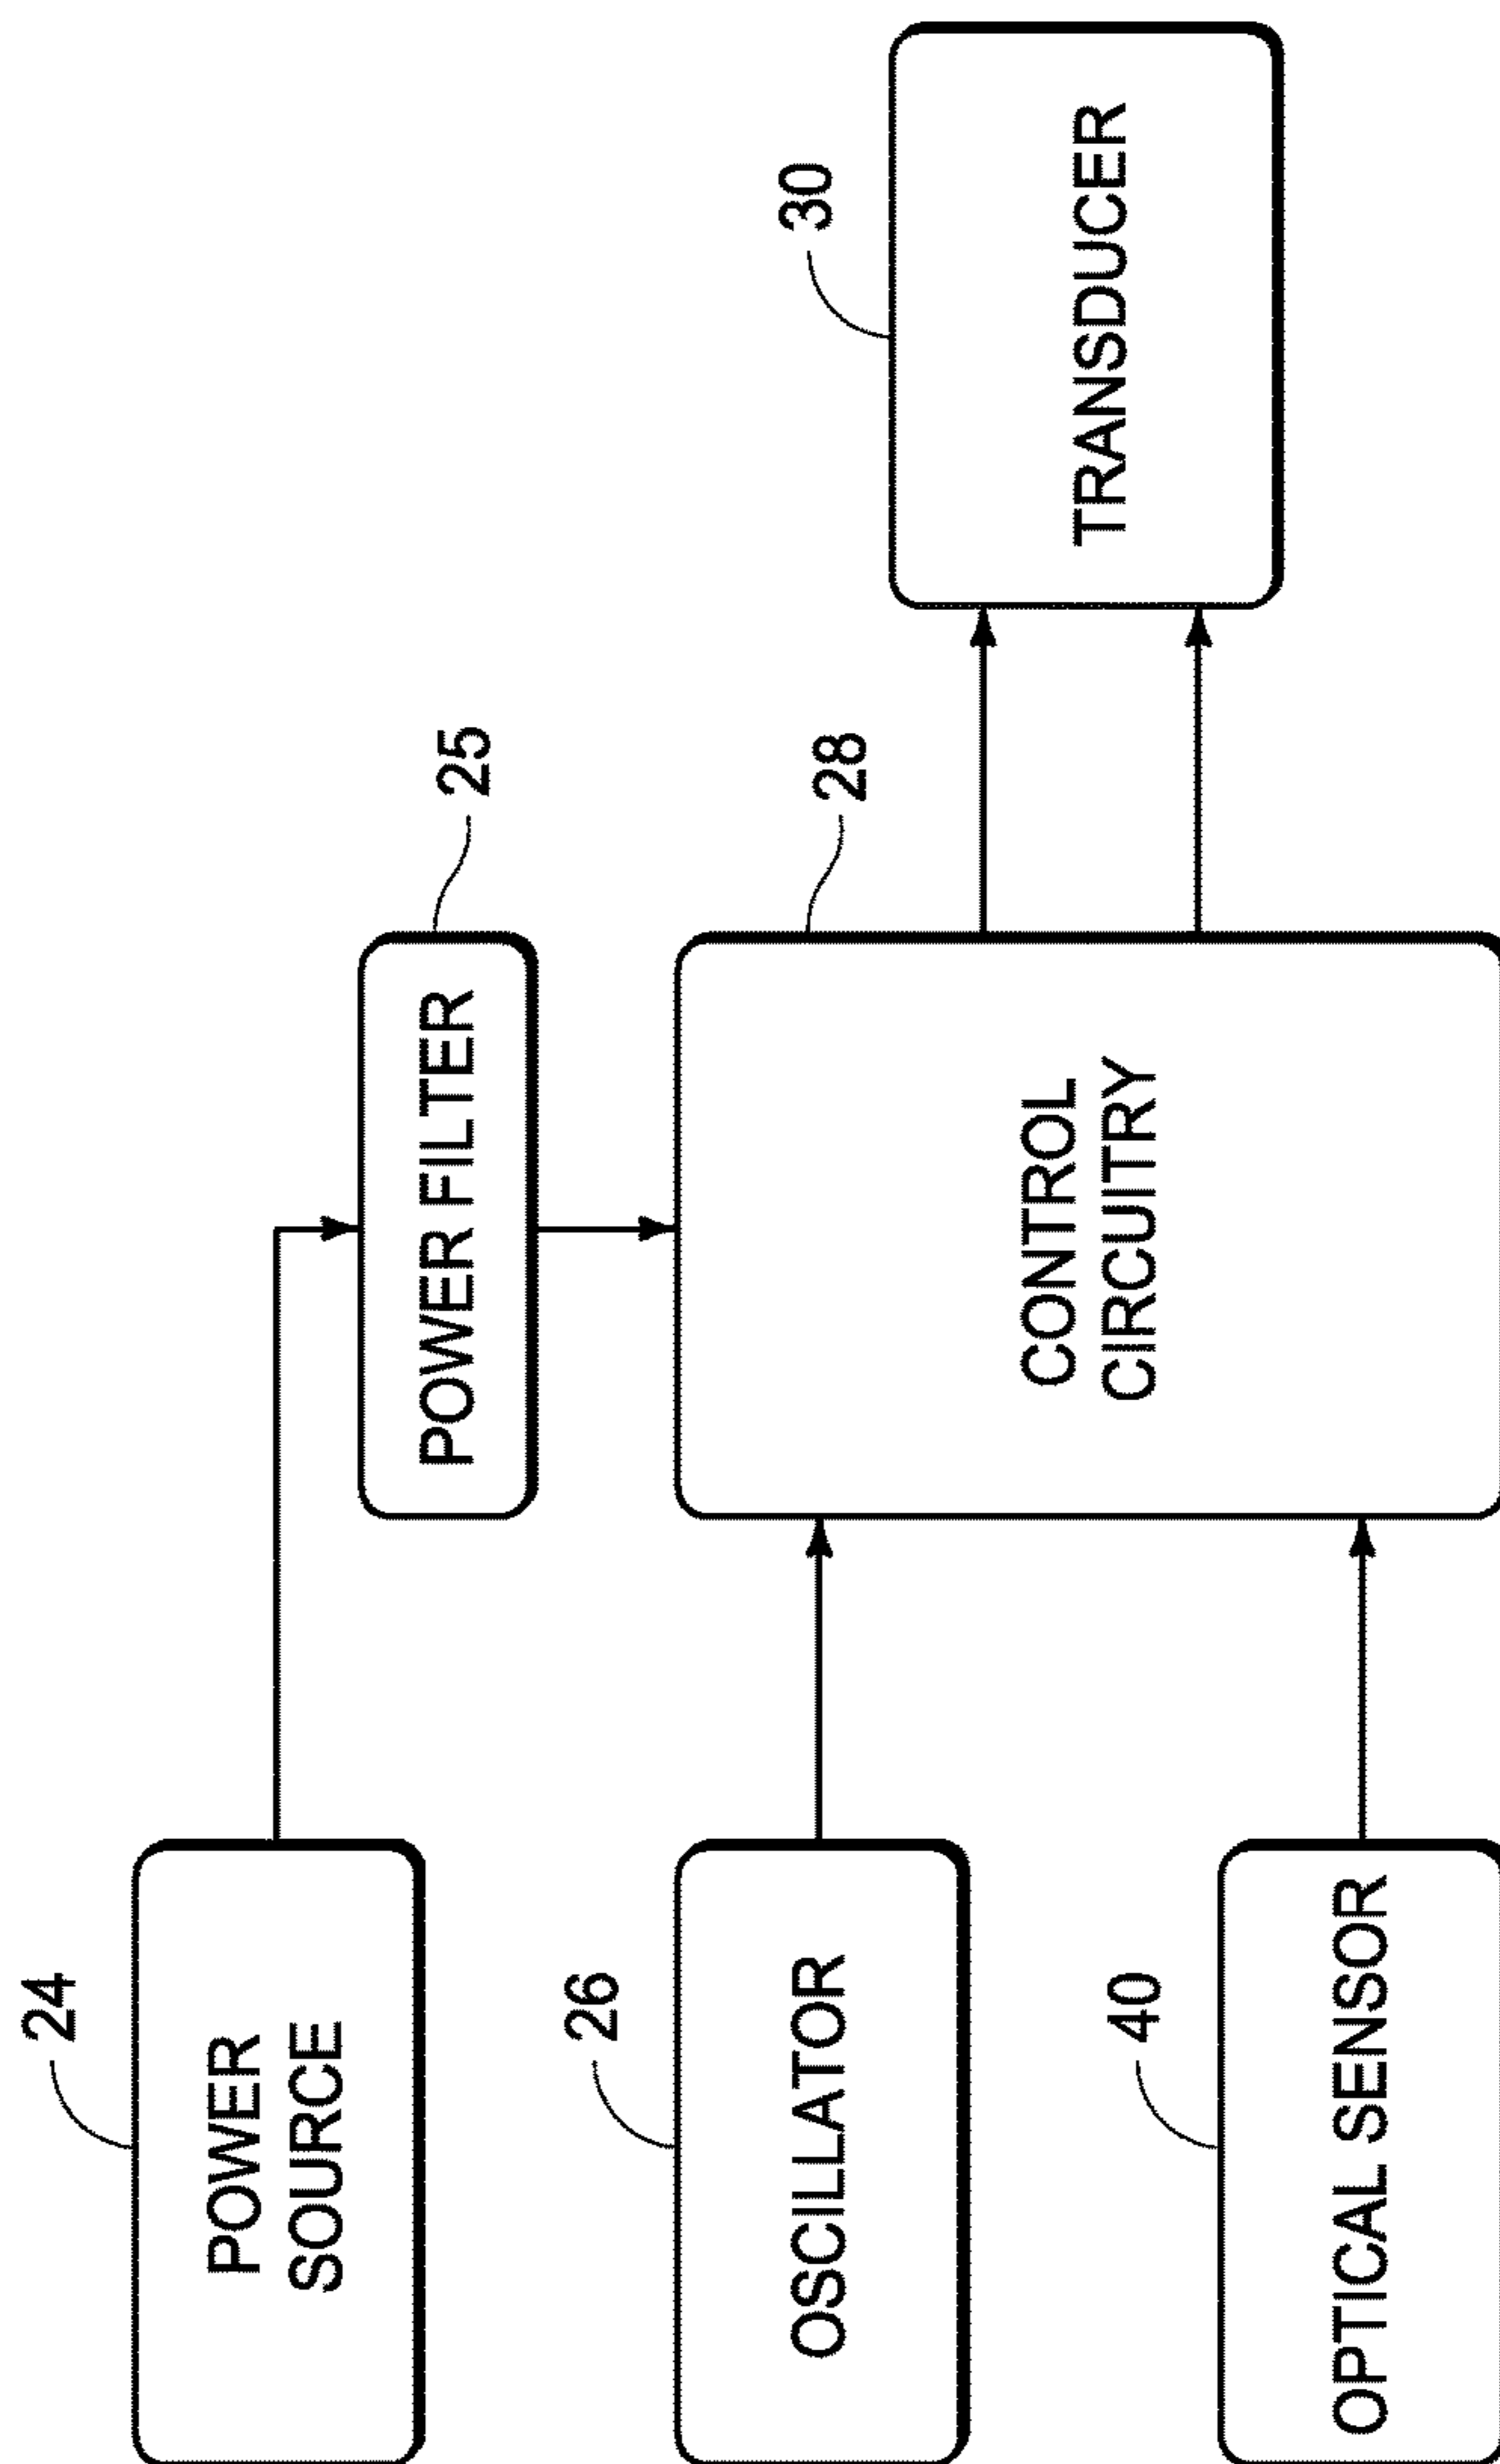 24
POWER
SOURCE
25
POWER FILTER
26
OSCILLATOR
28
CONTROL
CIRCUITRY
30
TRANSDUCER
40
OPTICAL SENSOR